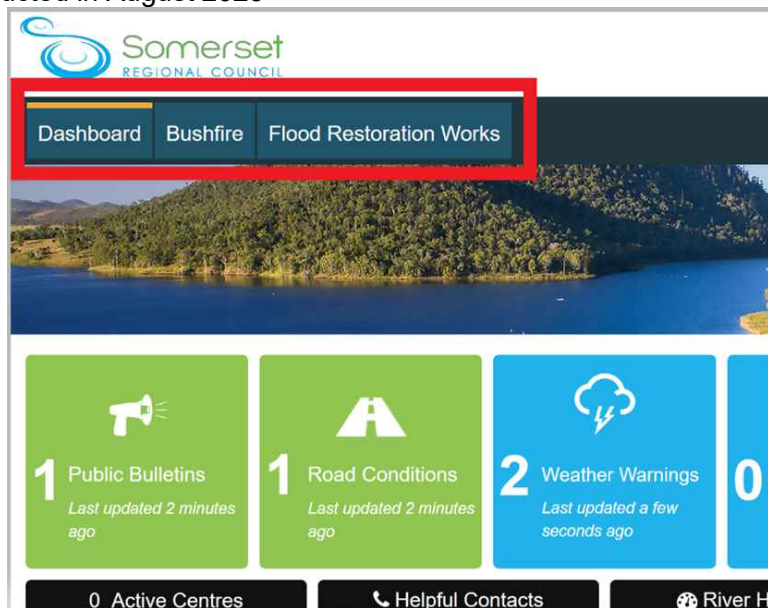 Somerset
REGIONAL COUNCIL
Dashboard Bushfire Flood Restoration Works
1 Public Bulletins
Last updated 2 minutes
ago
1 Road Conditions
Last updated 2 minutes
ago
2 Weather Warnings
Last updated a few
seconds ago
0
0 Active Centres
Helpful Contacts
River H